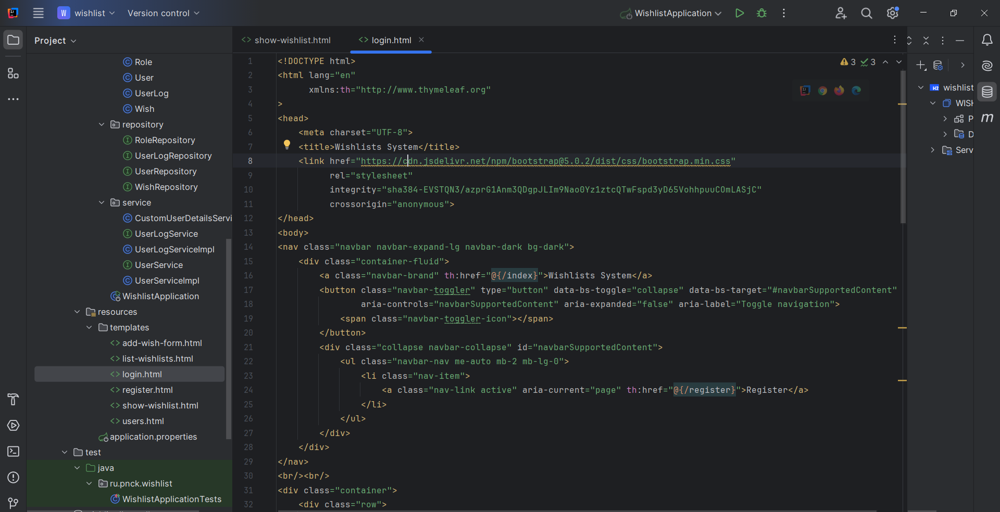 W wishlist Version control WishlistApplication
Project
show-wishlist.html login.html
Role
User
UserLog
Wish
repository
RoleRepository
UserLogRepository
UserRepository
WishRepository
service
CustomUserDetailsServi
UserLogService
UserLogServiceImpl
UserService
UserServiceImpl
WishlistApplication
resources
templates
add-wish-form.html
list-wishlists.html
login.html
register.html
show-wishlist.html
users.html
application.properties
test
java
ru.pnck.wishlist
WishlistApplicationTests
3 3
1 <!DOCTYPE html>
2 <html lang="en"
3 xmlns:th="http://www.thymeleaf.org"
4 >
5 <head>
6 <meta charset="UTF-8">
7 <title>Wishlists System</title>
8 <link href="https://cdn.jsdelivr.net/npm/bootstrap@5.0.2/dist/css/bootstrap.min.css"
9 rel="stylesheet"
10 integrity="sha384-EVSTQN3/azprG1Anm3QDgpJLIm9Nao0Yz1ztcQTwFspd3yD65VohhpuuCOmLASjC"
11 crossorigin="anonymous">
12 </head>
13 <body>
14 <nav class="navbar navbar-expand-lg navbar-dark bg-dark">
15 <div class="container-fluid">
16 <a class="navbar-brand" th:href="@{/index}">Wishlists System</a>
17 <button class="navbar-toggler" type="button" data-bs-toggle="collapse" data-bs-target="#navbarSupportedContent"
18 aria-controls="navbarSupportedContent" aria-expanded="false" aria-label="Toggle navigation">
19 <span class="navbar-toggler-icon"></span>
20 </button>
21 <div class="collapse navbar-collapse" id="navbarSupportedContent">
22 <ul class="navbar-nav me-auto mb-2 mb-lg-0">
23 <li class="nav-item">
24 <a class="nav-link active" aria-current="page" th:href="@{/register}">Register</a>
25 </li>
26 </ul>
27 </div>
28 </div>
29 </nav>
30 <br/><br/>
31 <div class="container">
32 <div class="row">
H2 wishlist
WISH
P
D
Serv
m